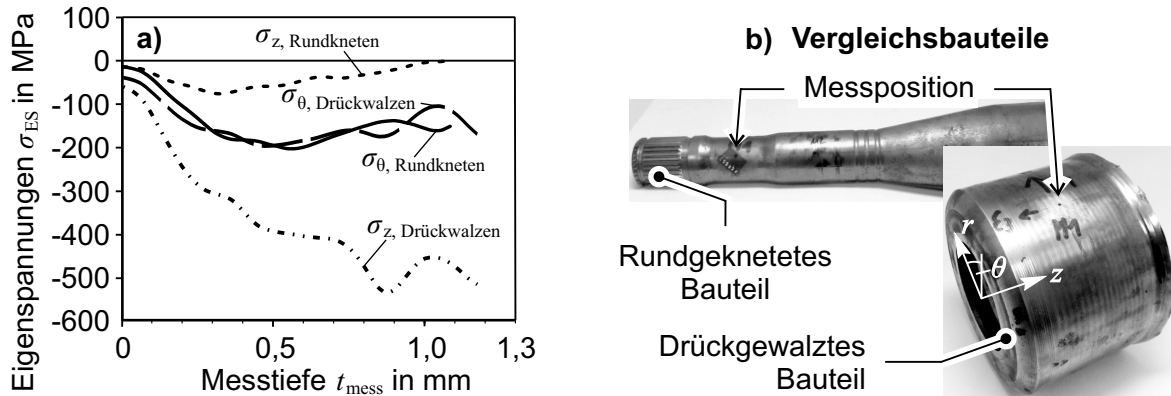 a)
Eigenspannungen σES in MPa
100
0
-100
-200
-300
-400
-500
-600
σz, Rundkneten
σθ, Drückwalzen
σθ, Rundkneten
σz, Drückwalzen
0
0,5
1,0
1,3
Messtiefe tmess in mm
b) Vergleichsbauteile
Messposition
Rundgeknetetes
Bauteil
Drückgewalztes
Bauteil
r
θ
z